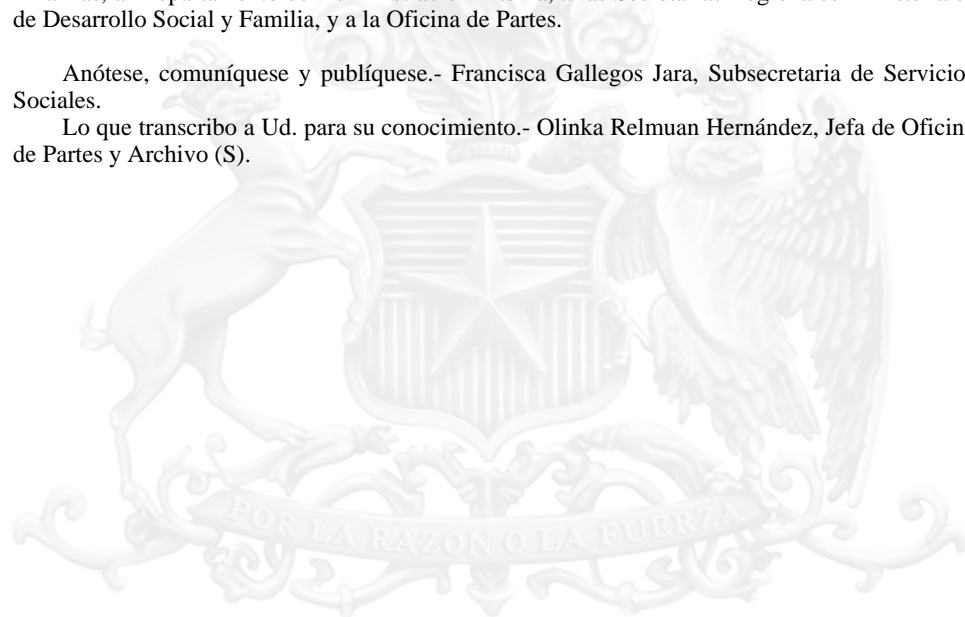 de Desarrollo Social y Familia, y a la Oficina de Partes.
Anótese, comuníquese y publíquese.- Francisca Gallegos Jara, Subsecretaria de Servicio
Sociales.
Lo que transcribo a Ud. para su conocimiento.- Olinka Relmuan Hernández, Jefa de Oficin
de Partes y Archivo (S).
POR LA RAZON O LA FUERZA